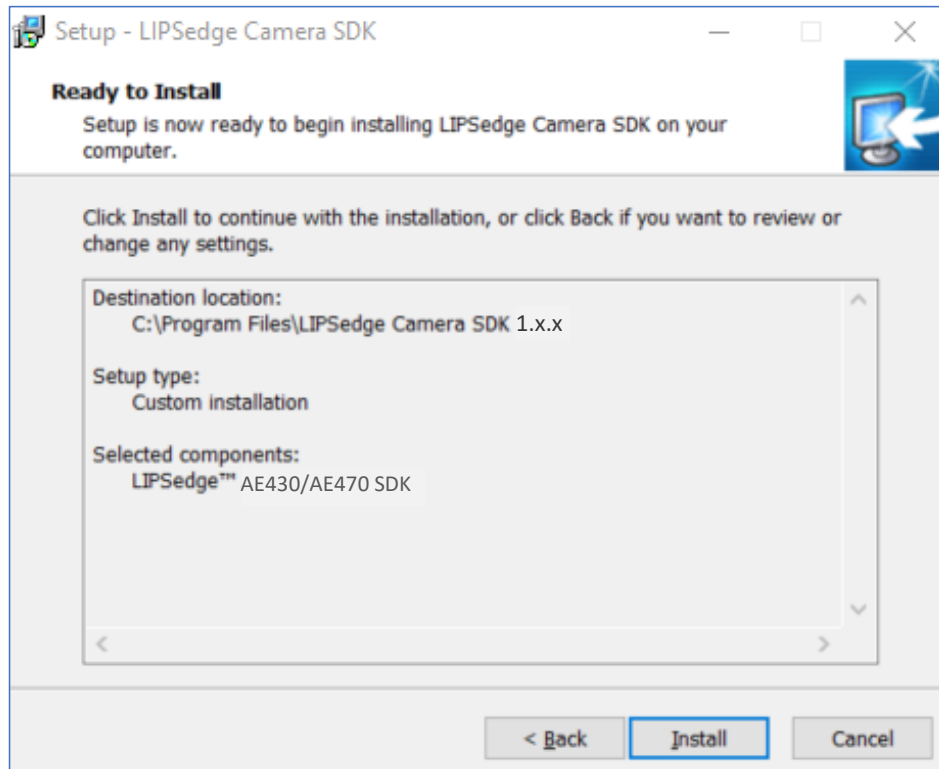 Setup - LIPSedge Camera SDK
Ready to Install
Setup is now ready to begin installing LIPSedge Camera SDK on your
computer.
Click Install to continue with the installation, or click Back if you want to review or
change any settings.
Destination location:
C:\Program Files\LIPSedge Camera SDK 1.x.x
Setup type:
Custom installation
Selected components:
LIPSedge™ AE430/AE470 SDK
< Back Install Cancel